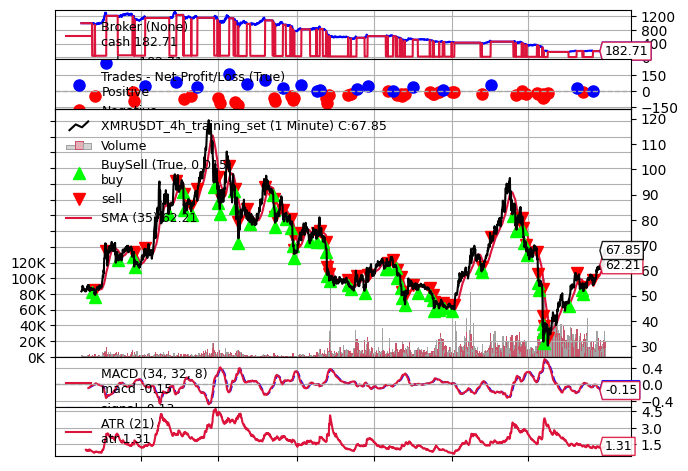 Broker (None)
cash 182.71
1200
800
182.71
Trades - Net Profit/Loss (True)
Positive
150
0
−150
XMRUSDT_4h_training_set (1 Minute) C:67.85
Volume
BuySell (True, 0.015)
buy
sell
SMA (35) 62.21
120
110
100
90
80
70
67.85
62.21
60
50
40
30
120K
100K
80K
60K
40K
20K
0K
MACD (34, 32, 8)
macd -0.15
signal -0.13
0.4
0.0
-0.15
−0.4
ATR (21)
atr 1.31
4.5
3.0
1.5
1.31